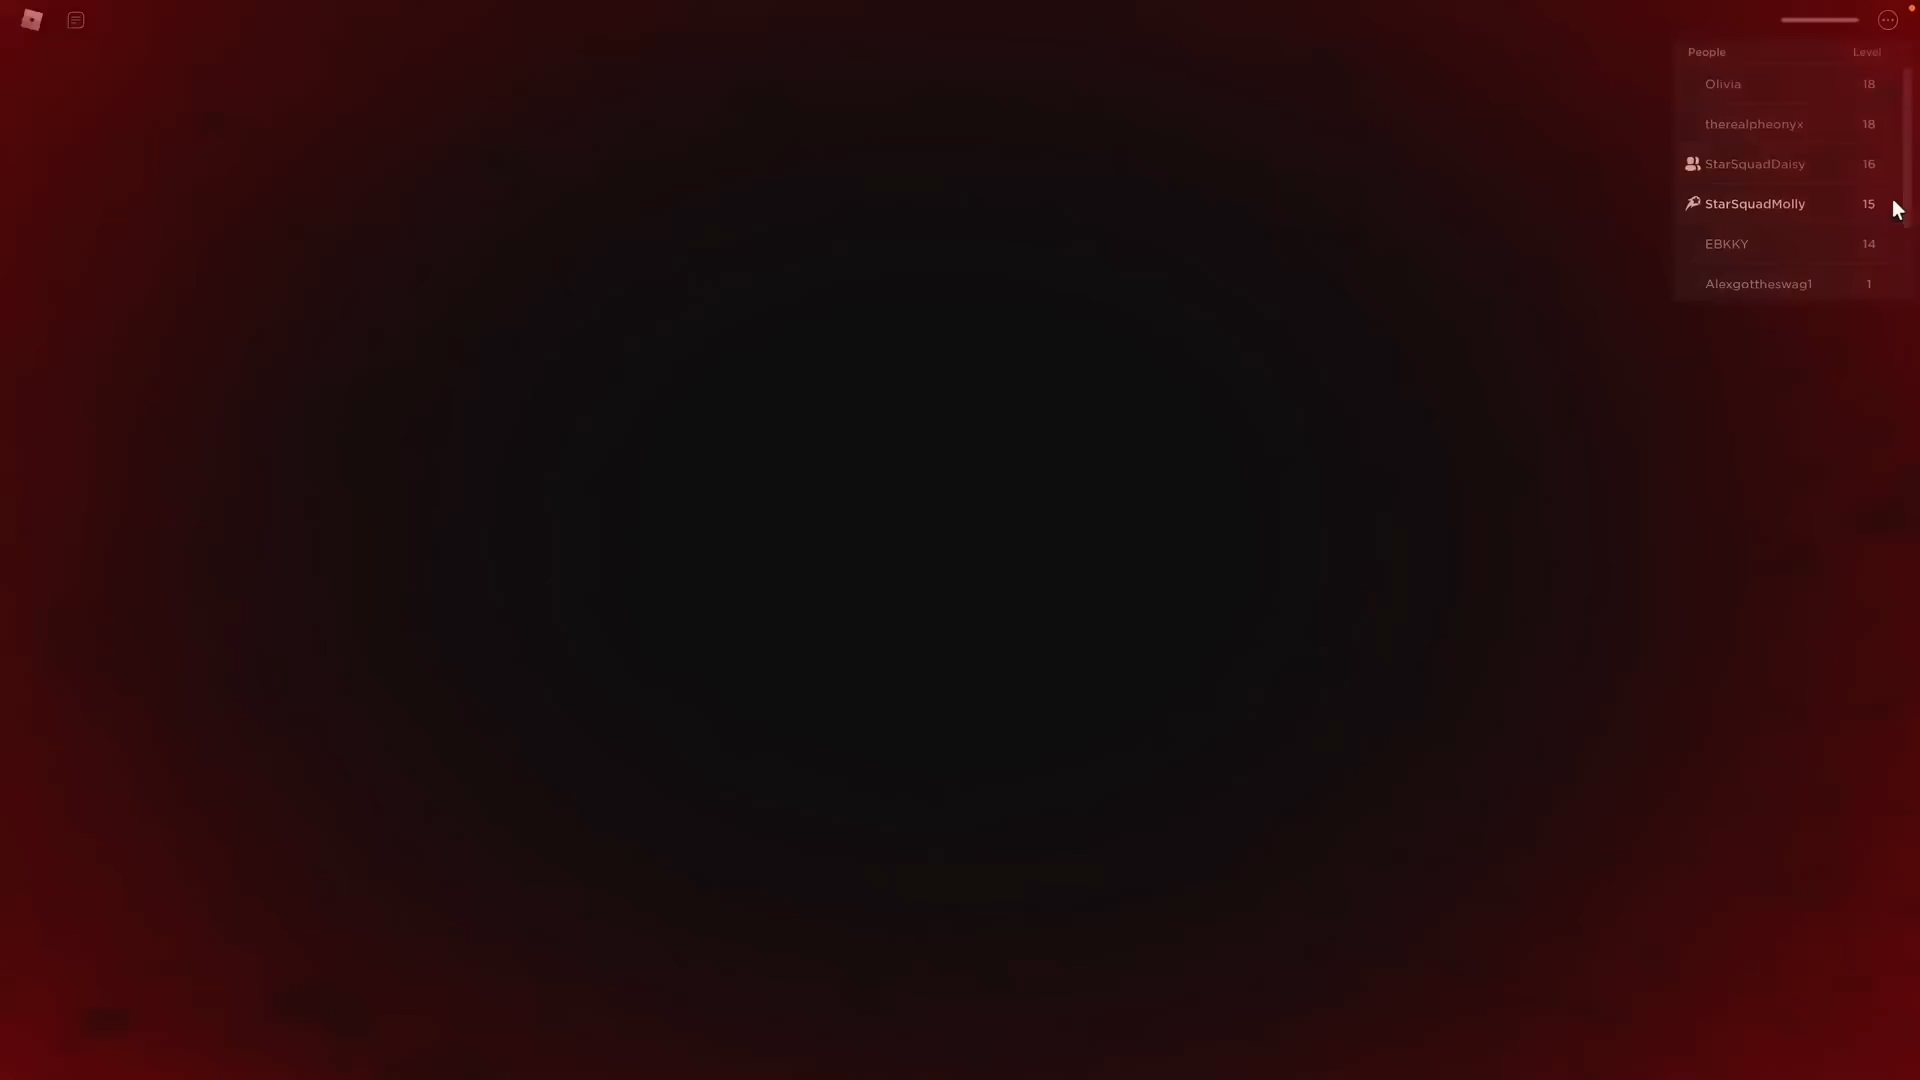 People Level
Olivia 18
therealpheonyx 18
StarSquadDaisy 16
StarSquadMolly 15
EBKKY 14
Alexgottheswag1 1